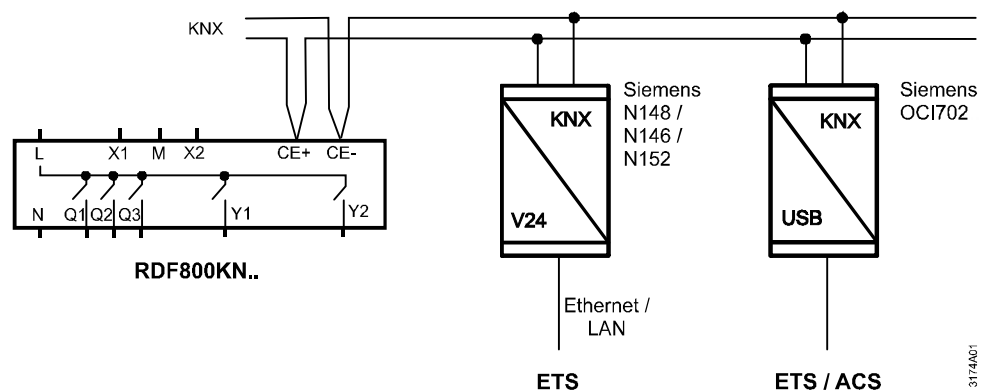 KNX
Siemens
N148 /
N146 /
N152
Siemens
OCI702
KNX
KNX
L X1 M X2 CE+ CE-
N Q1 Q2 Q3 Y1 Y2
V24
USB
RDF800KN..
Ethernet /
LAN
ETS
ETS / ACS
3174A01